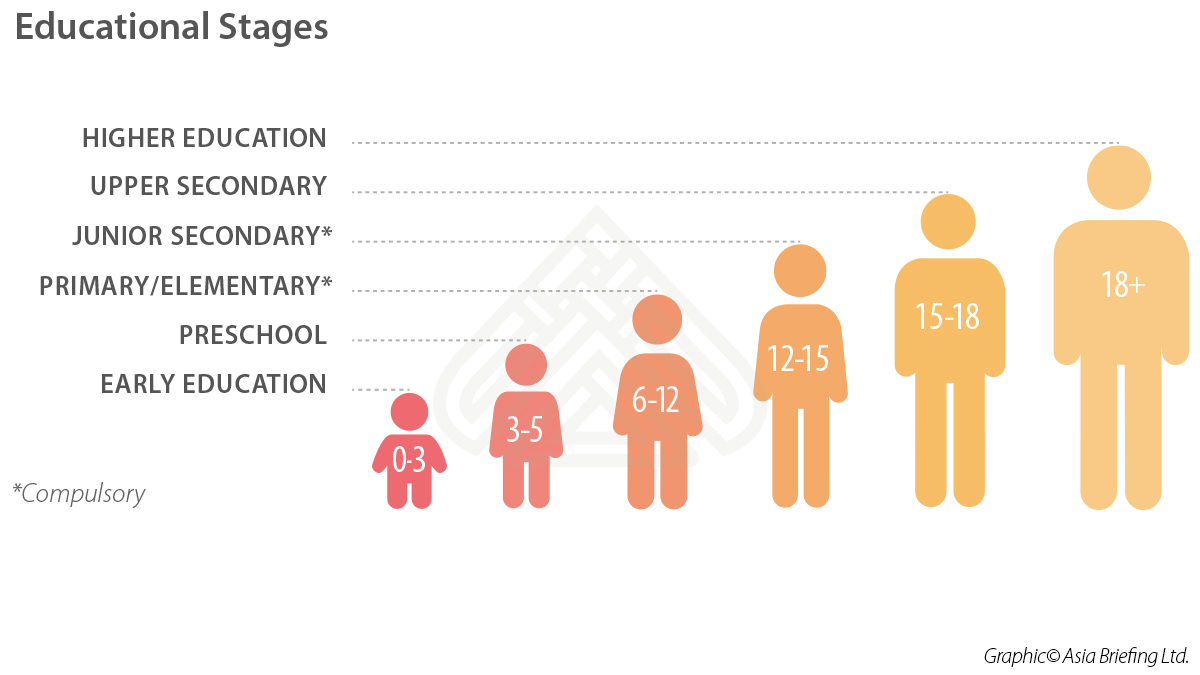 Educational Stages
HIGHER EDUCATION
UPPER SECONDARY
JUNIOR SECONDARY*
PRIMARY/ELEMENTARY*
PRESCHOOL
EARLY EDUCATION
0-3
3-5
6-12
12-15
15-18
18+
*Compulsory
Graphic© Asia Briefing Ltd.